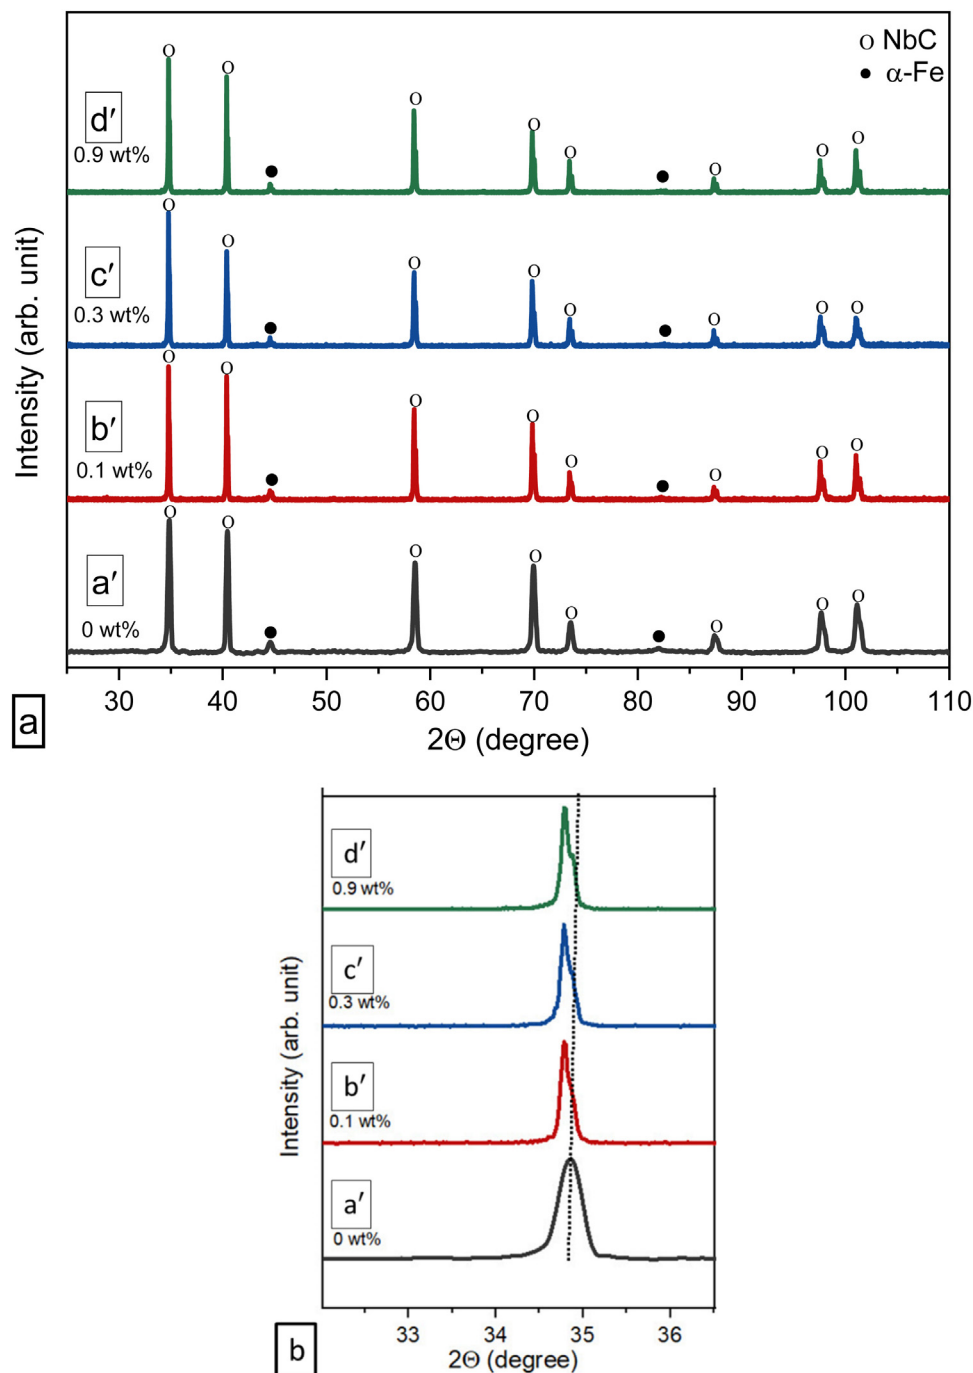 O NbC
● α-Fe
d′
0.9 wt%
c′
0.3 wt%
b′
0.1 wt%
a′
0 wt%
Intensity (arb. unit)
30 40 50 60 70 80 90 100 110
2Θ (degree)
a
d′
0.9 wt%
c′
0.3 wt%
b′
0.1 wt%
a′
0 wt%
Intensity (arb. unit)
33 34 35 36
2Θ (degree)
b